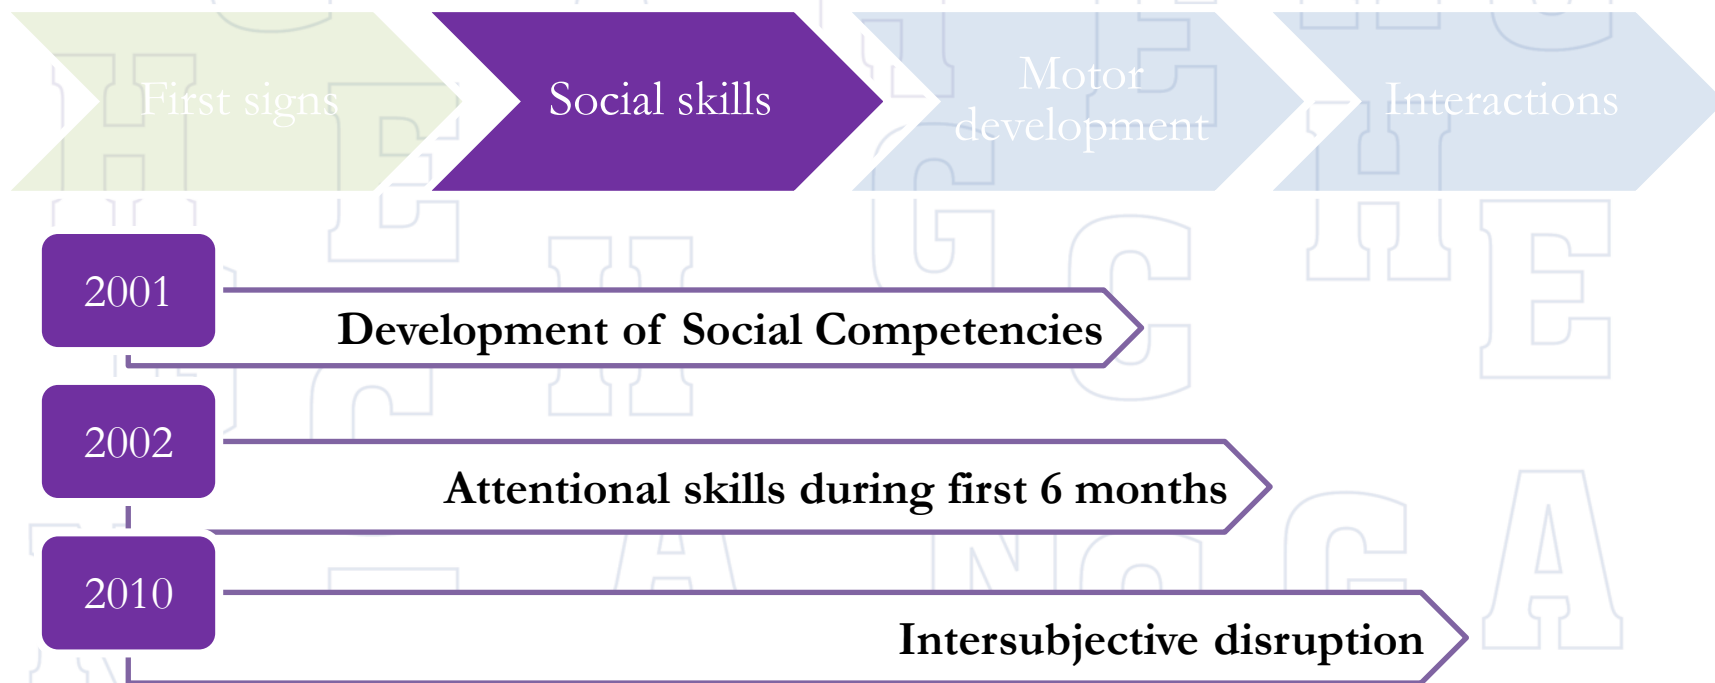 First signs
Social skills
Motor
development
Interactions
2001
Development of Social Competencies
2002
Attentional skills during first 6 months
2010
Intersubjective disruption